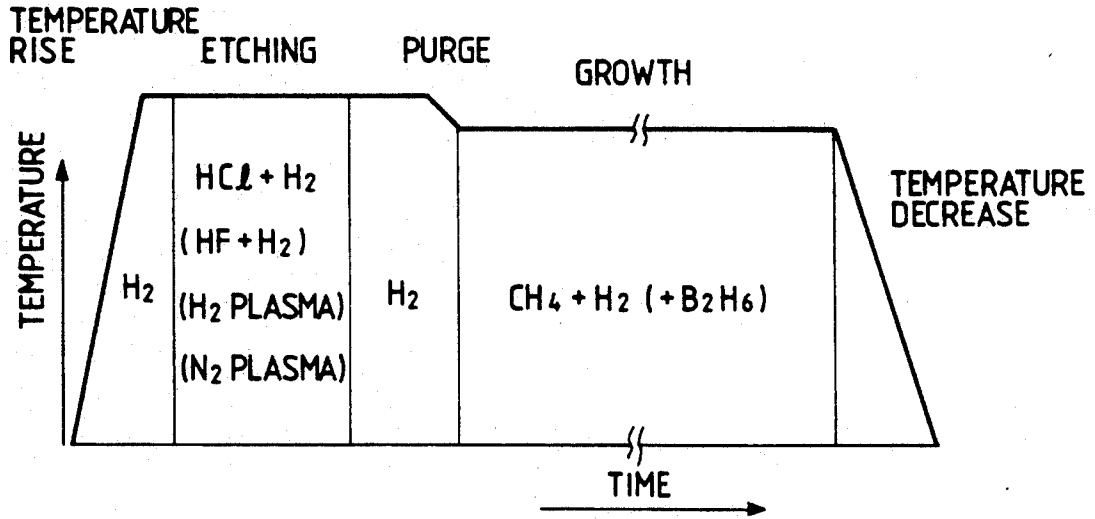 TEMPERATURE
RISE
ETCHING
PURGE
GROWTH
TEMPERATURE
HCl + H2
(HF + H2)
H2
(H2 PLASMA)
(N2 PLASMA)
H2
CH4 + H2 (+B2H6)
TEMPERATURE
DECREASE
TIME